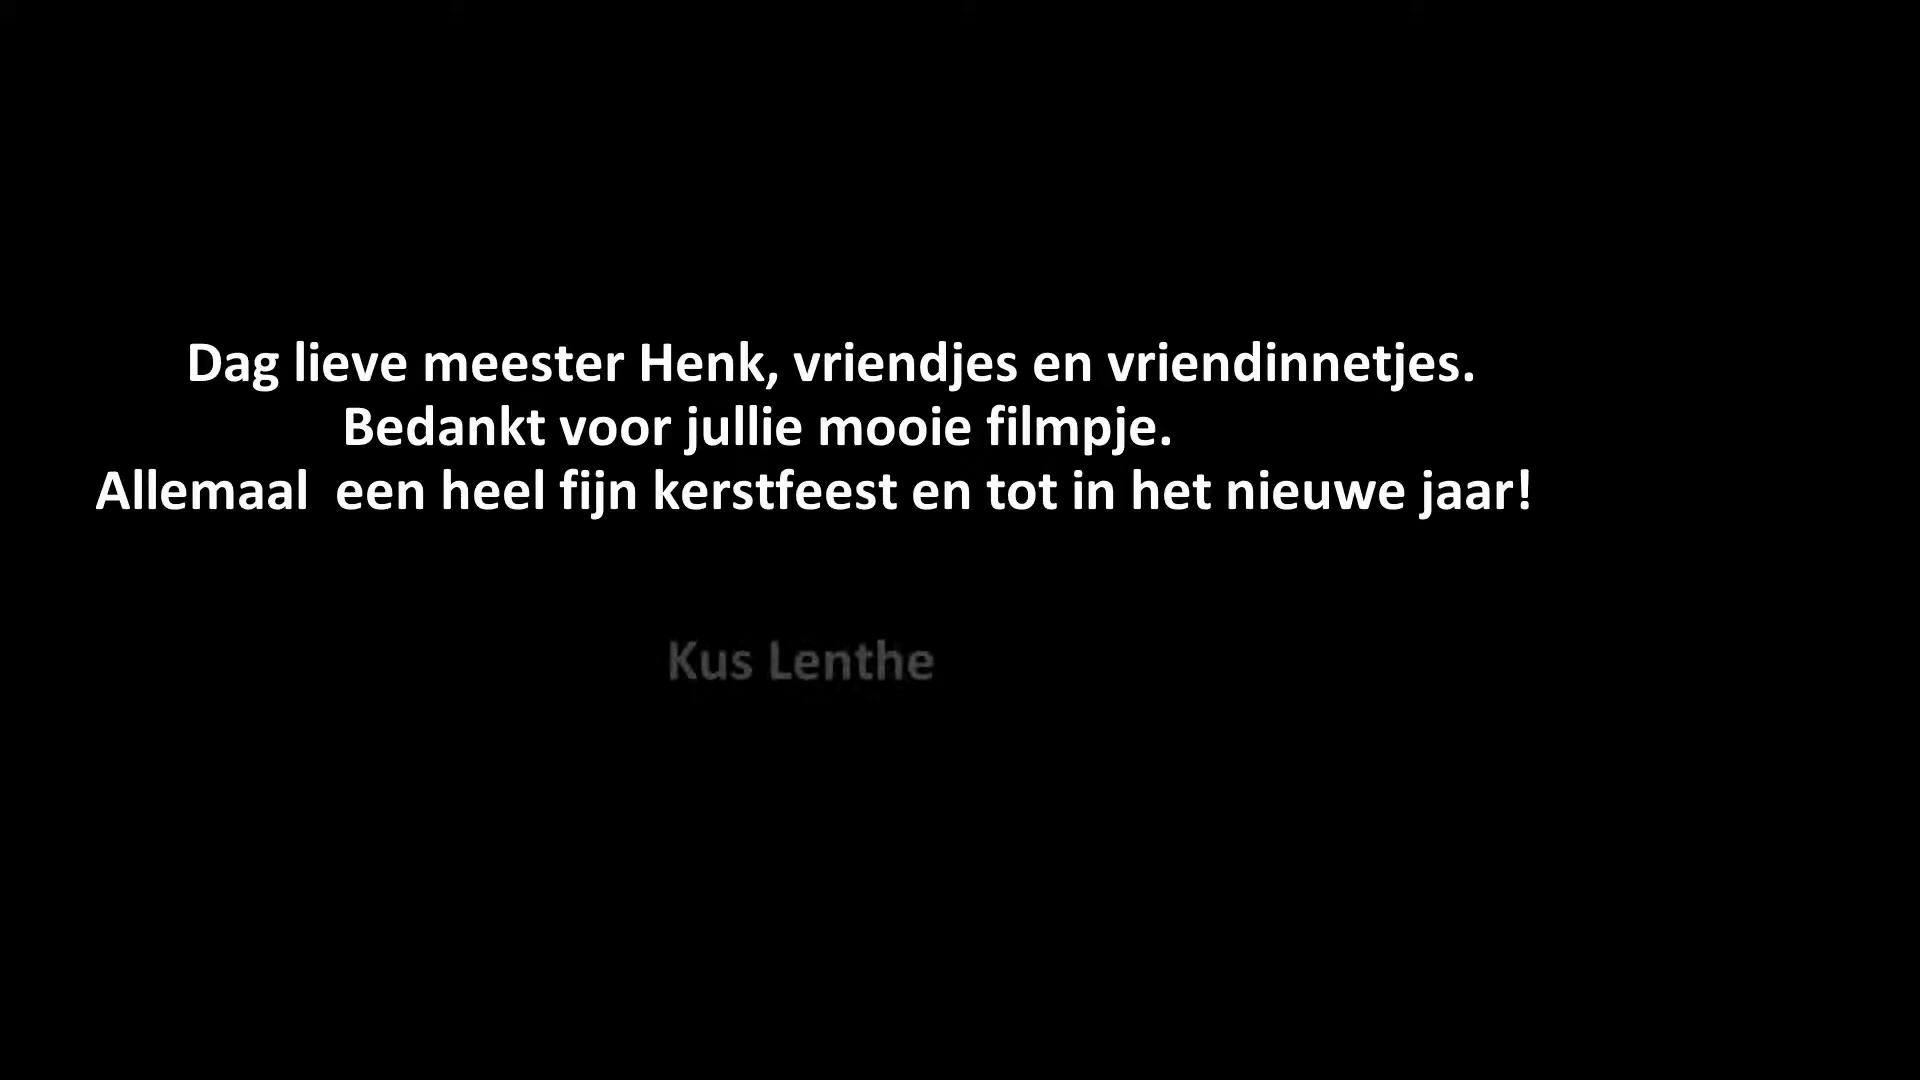 Dag lieve meester Henk, vriendjes en vriendinnetjes.
Bedankt voor jullie mooie filmpje.
Allemaal  een heel fijn kerstfeest en tot in het nieuwe jaar!
Kus Lenthe